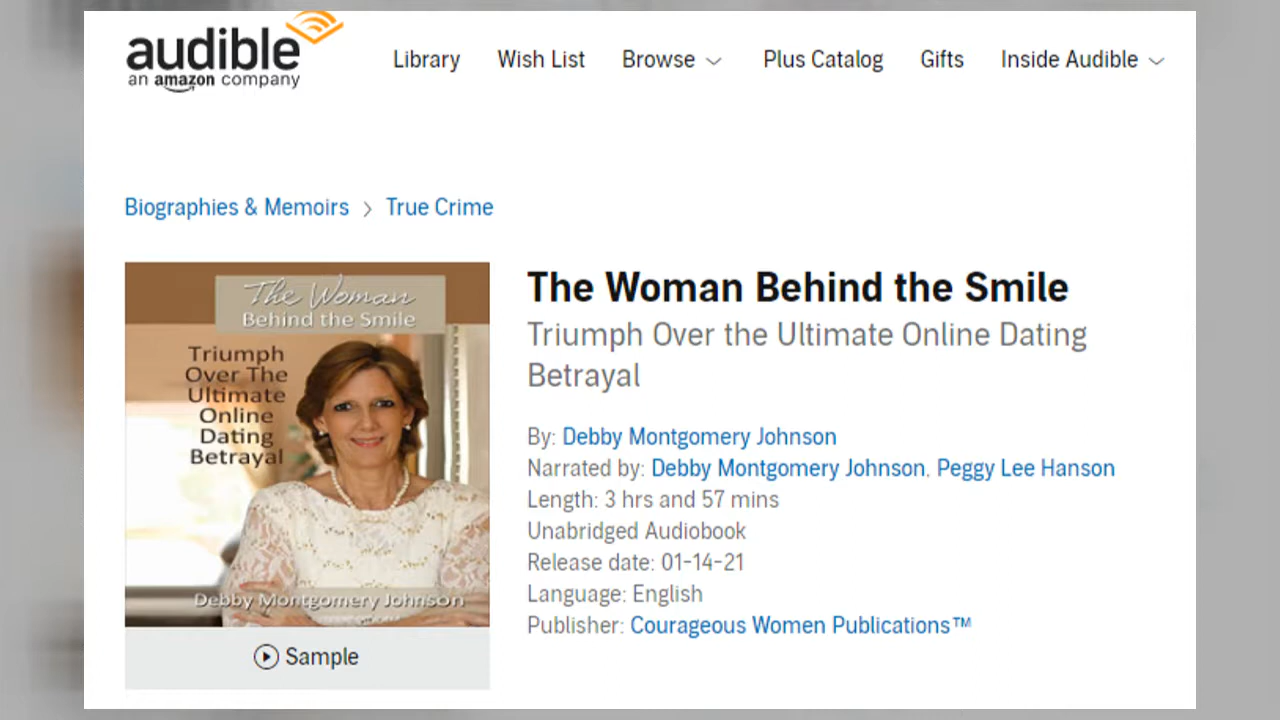 audible
an amazon company
Library Wish List Browse Plus Catalog Gifts Inside Audible
Biographies & Memoirs > True Crime
The Woman
Behind the Smile
Triumph
Over The
Ultimate
Online
Dating
Betrayal
Debby Montgomery Johnson
Sample
The Woman Behind the Smile
Triumph Over the Ultimate Online Dating
Betrayal
By: Debby Montgomery Johnson
Narrated by: Debby Montgomery Johnson, Peggy Lee Hanson
Length: 3 hrs and 57 mins
Unabridged Audiobook
Release date: 01-14-21
Language: English
Publisher: Courageous Women Publications™